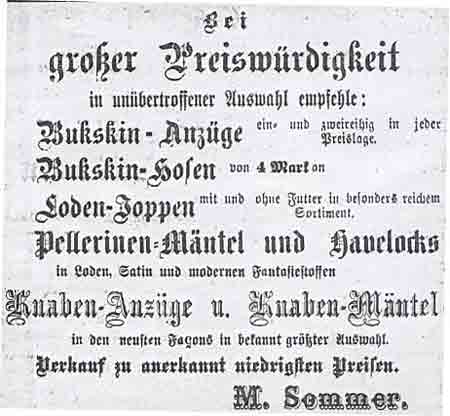 Bei
großer Preiswürdigkeit
in unübertroffener Auswahl empfehle:
Bukskin-Anzüge ein- und zweireihig in jeder Preislage.
Bukskin-Hosen von 4 Mark an
Loden-Joppen mit und ohne Futter in besonders reichem Sortiment.
Pellerinen-Mäntel und Havelocks
in Loden, Satin und modernen Fantasiestoffen
Knaben-Anzüge u. Knaben-Mäntel
in den neusten Façons in bekannt größter Auswahl.
Verkauf zu anerkannt niedrigsten Preisen.
M. Sommer.